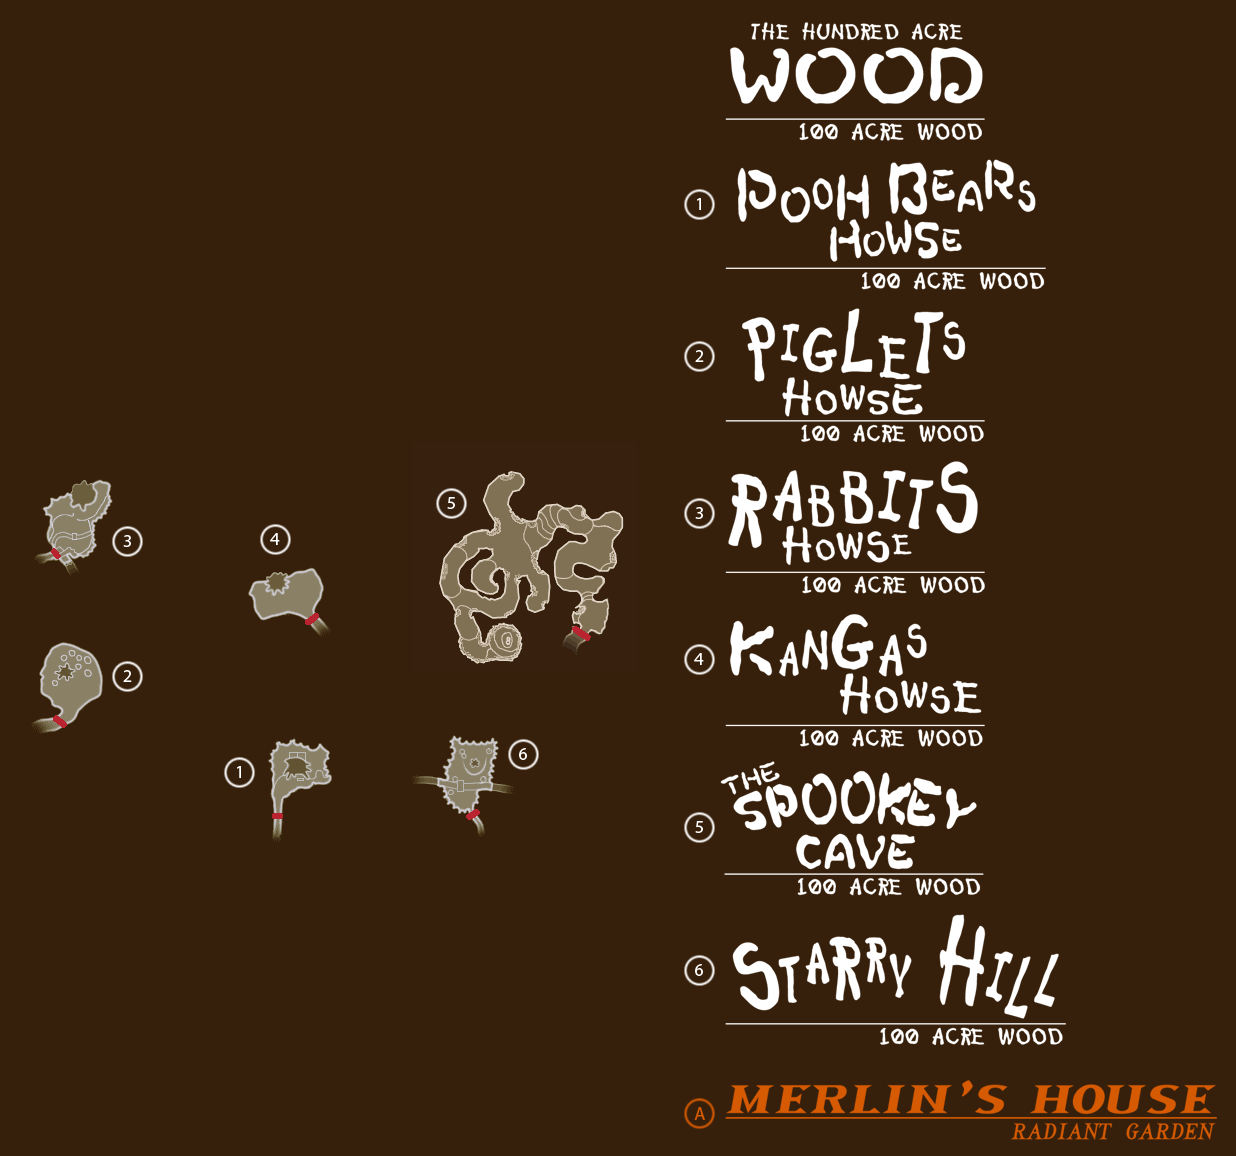 THE HUNDRED ACRE
WOOD
100 ACRE WOOD
1
POOH BEARS
HOWSE
100 ACRE WOOD
2
PIGLETS
HOWSE
100 ACRE WOOD
3
RABBITS
HOWSE
100 ACRE WOOD
4
KANGAS
HOWSE
100 ACRE WOOD
5
THE
SPOOKEY
CAVE
100 ACRE WOOD
6
STARRY HILL
100 ACRE WOOD
A
MERLIN'S HOUSE
RADIANT GARDEN
3
4
5
2
1
6